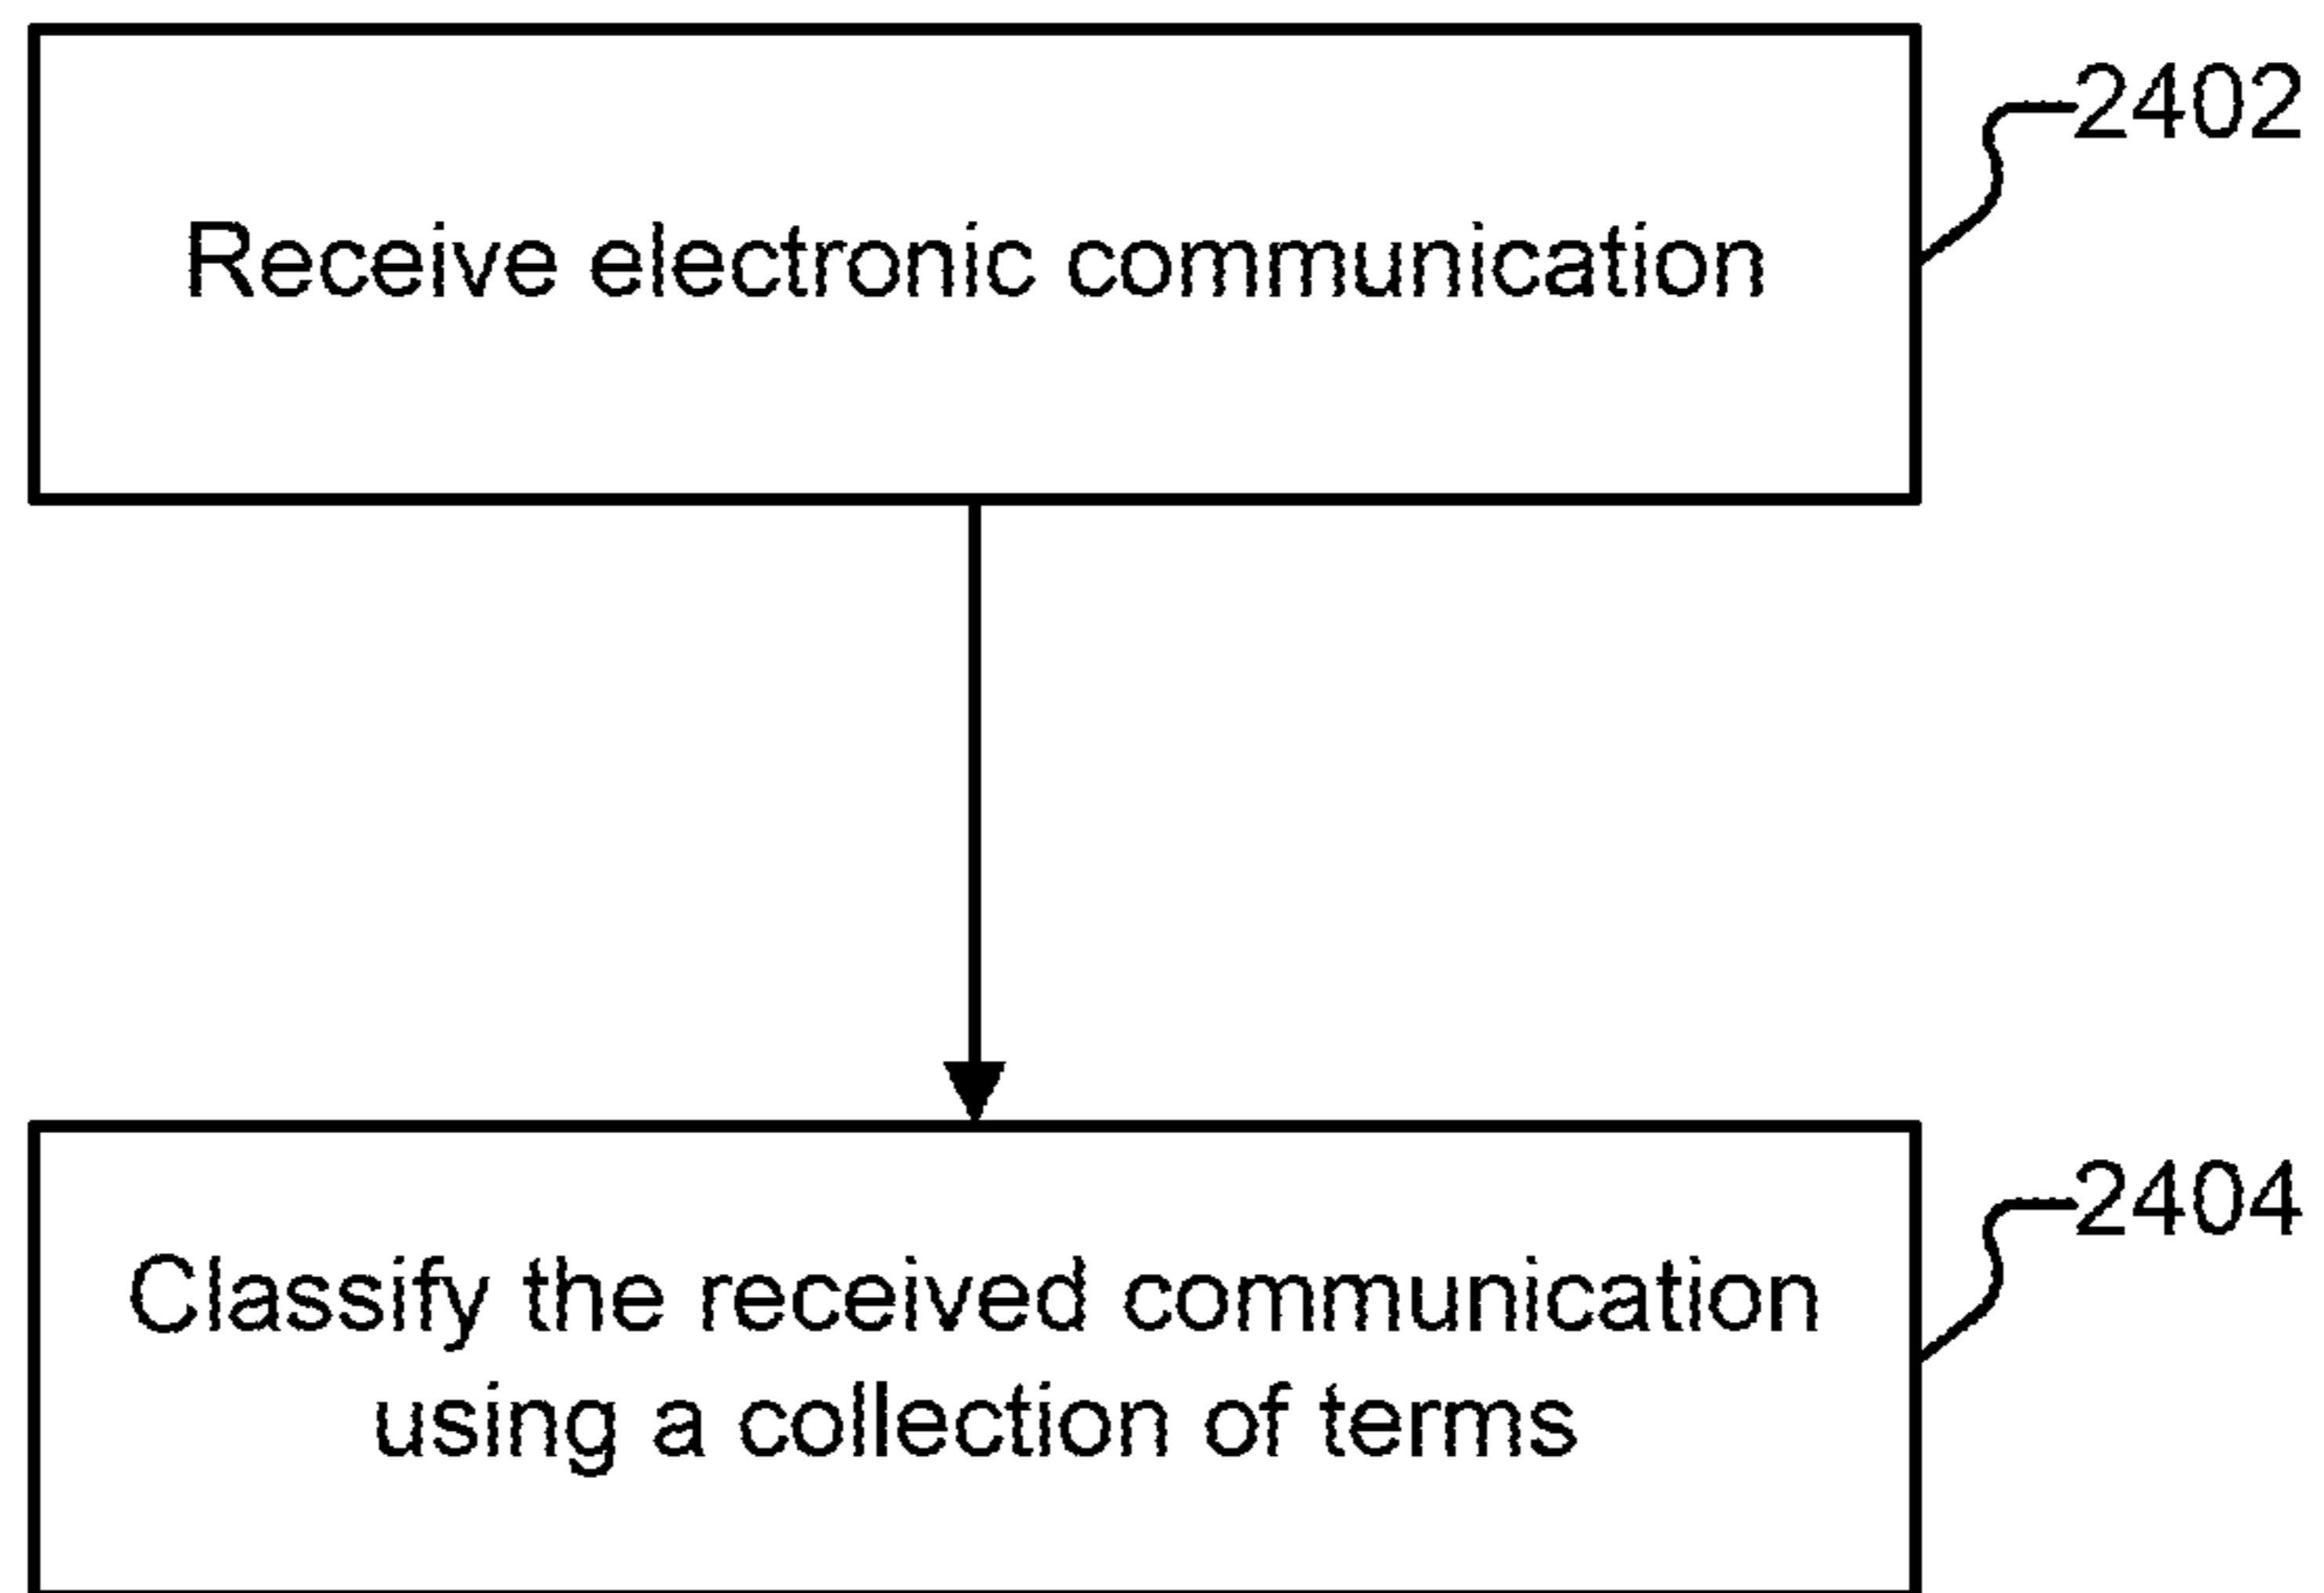 2402
Receive electronic communication
2404
Classify the received communication
using a collection of terms